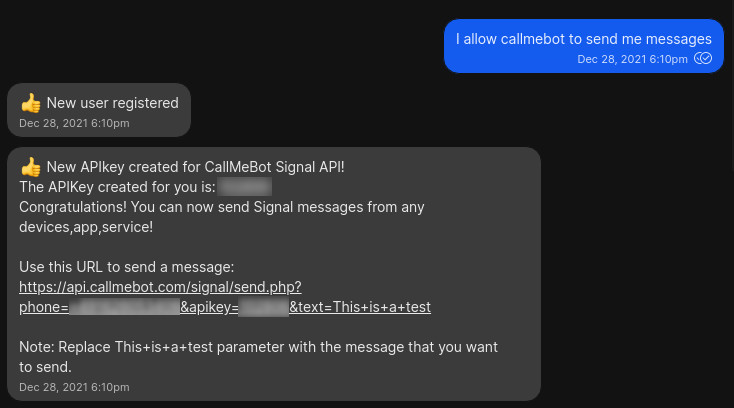 I allow callmebot to send me messages
Dec 28, 2021 6:10pm
👍 New user registered
Dec 28, 2021 6:10pm
👍 New APIkey created for CallMeBot Signal API!
The APIKey created for you is:
Congratulations! You can now send Signal messages from any
devices,app,service!
Use this URL to send a message:
https://api.callmebot.com/signal/send.php?
phone= &apikey= &text=This+is+a+test
Note: Replace This+is+a+test parameter with the message that you want
to send.
Dec 28, 2021 6:10pm